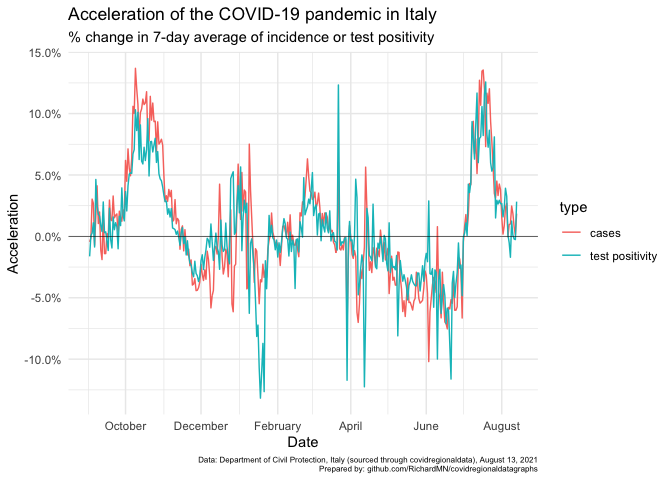 Acceleration of the COVID-19 pandemic in Italy
% change in 7-day average of incidence or test positivity
15.0%
10.0%
5.0%
0.0%
-5.0%
-10.0%
Acceleration
October December February April June August
Date
type
cases
test positivity
Data: Department of Civil Protection, Italy (sourced through covidregionaldata), August 13, 2021
Prepared by: github.com/RichardMN/covidregionaldatagraphs